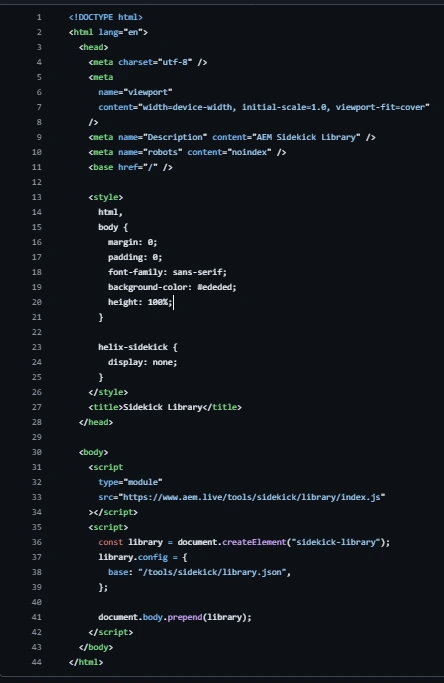 1 <!DOCTYPE html>
2 <html lang="en">
3   <head>
4     <meta charset="utf-8" />
5     <meta
6       name="viewport"
7       content="width=device-width, initial-scale=1.0, viewport-fit=cover"
8     />
9     <meta name="Description" content="AEM Sidekick Library" />
10     <meta name="robots" content="noindex" />
11     <base href="/" />
12
13     <style>
14       html,
15       body {
16         margin: 0;
17         padding: 0;
18         font-family: sans-serif;
19         background-color: #ededed;
20         height: 100%;
21       }
22
23       helix-sidekick {
24         display: none;
25       }
26     </style>
27     <title>Sidekick Library</title>
28   </head>
29
30   <body>
31     <script
32       type="module"
33       src="https://www.aem.live/tools/sidekick/library/index.js"
34     ></script>
35     <script>
36       const library = document.createElement("sidekick-library");
37       library.config = {
38         base: "/tools/sidekick/library.json",
39       };
40
41       document.body.prepend(library);
42     </script>
43   </body>
44 </html>